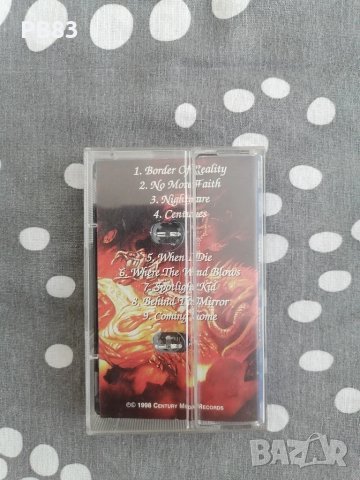 PB83
1. Border Of Reality
2. No More Faith
3. Nightmare
4. Centuries
5. When I Die
6. Where The Wind Blows
7. Spotlight Kid
8. Behind The Mirror
9. Coming Home
℗© 1998 Century Media Records
BAZAR
bg